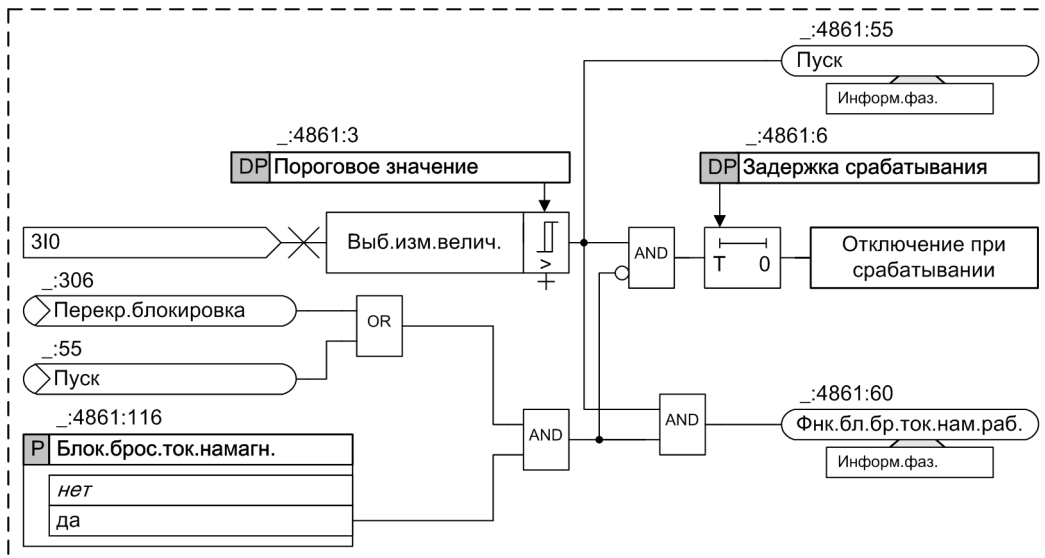 _:4861:55
Пуск
Информ.фаз.
_:4861:3
DP Пороговое значение
_:4861:6
DP Задержка срабатывания
3I0
Выб.изм.велич.
AND
T 0
Отключение при
срабатывании
_:306
Перекр.блокировка
OR
_:55
Пуск
_:4861:116
P Блок.брос.ток.намагн.
нет
да
AND
AND
_:4861:60
Фнк.бл.бр.ток.нам.раб.
Информ.фаз.